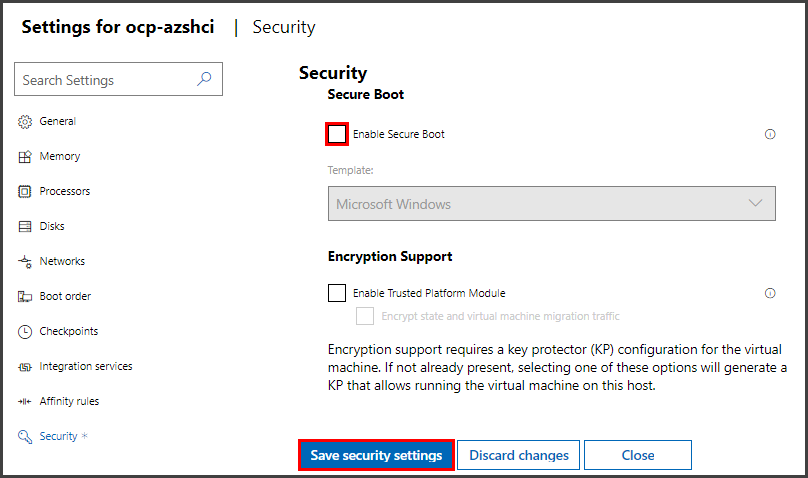 Settings for ocp-azshci | Security
Search Settings
General
Memory
Processors
Disks
Networks
Boot order
Checkpoints
Integration services
Affinity rules
Security *
Security
Secure Boot
Enable Secure Boot
Template:
Microsoft Windows
Encryption Support
Enable Trusted Platform Module
Encrypt state and virtual machine migration traffic
Encryption support requires a key protector (KP) configuration for the virtual
machine. If not already present, selecting one of these options will generate a
KP that allows running the virtual machine on this host.
Save security settings
Discard changes
Close